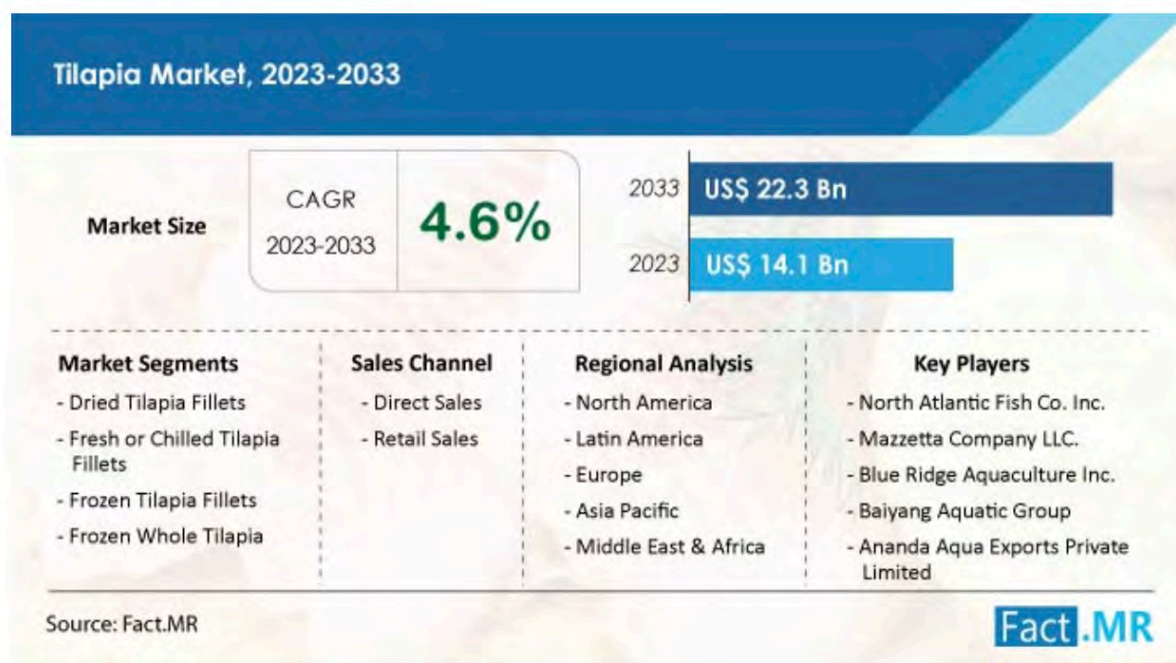 Tilapia Market, 2023-2033
Market Size
CAGR
2023-2033
4.6%
2033
US$ 22.3 Bn
2023
US$ 14.1 Bn
Market Segments
- Dried Tilapia Fillets
- Fresh or Chilled Tilapia
Fillets
- Frozen Tilapia Fillets
- Frozen Whole Tilapia
Sales Channel
- Direct Sales
- Retail Sales
Regional Analysis
- North America
- Latin America
- Europe
- Asia Pacific
- Middle East & Africa
Key Players
- North Atlantic Fish Co. Inc.
- Mazzetta Company LLC.
- Blue Ridge Aquaculture Inc.
- Baiyang Aquatic Group
- Ananda Aqua Exports Private
Limited
Source: Fact.MR
Fact.MR